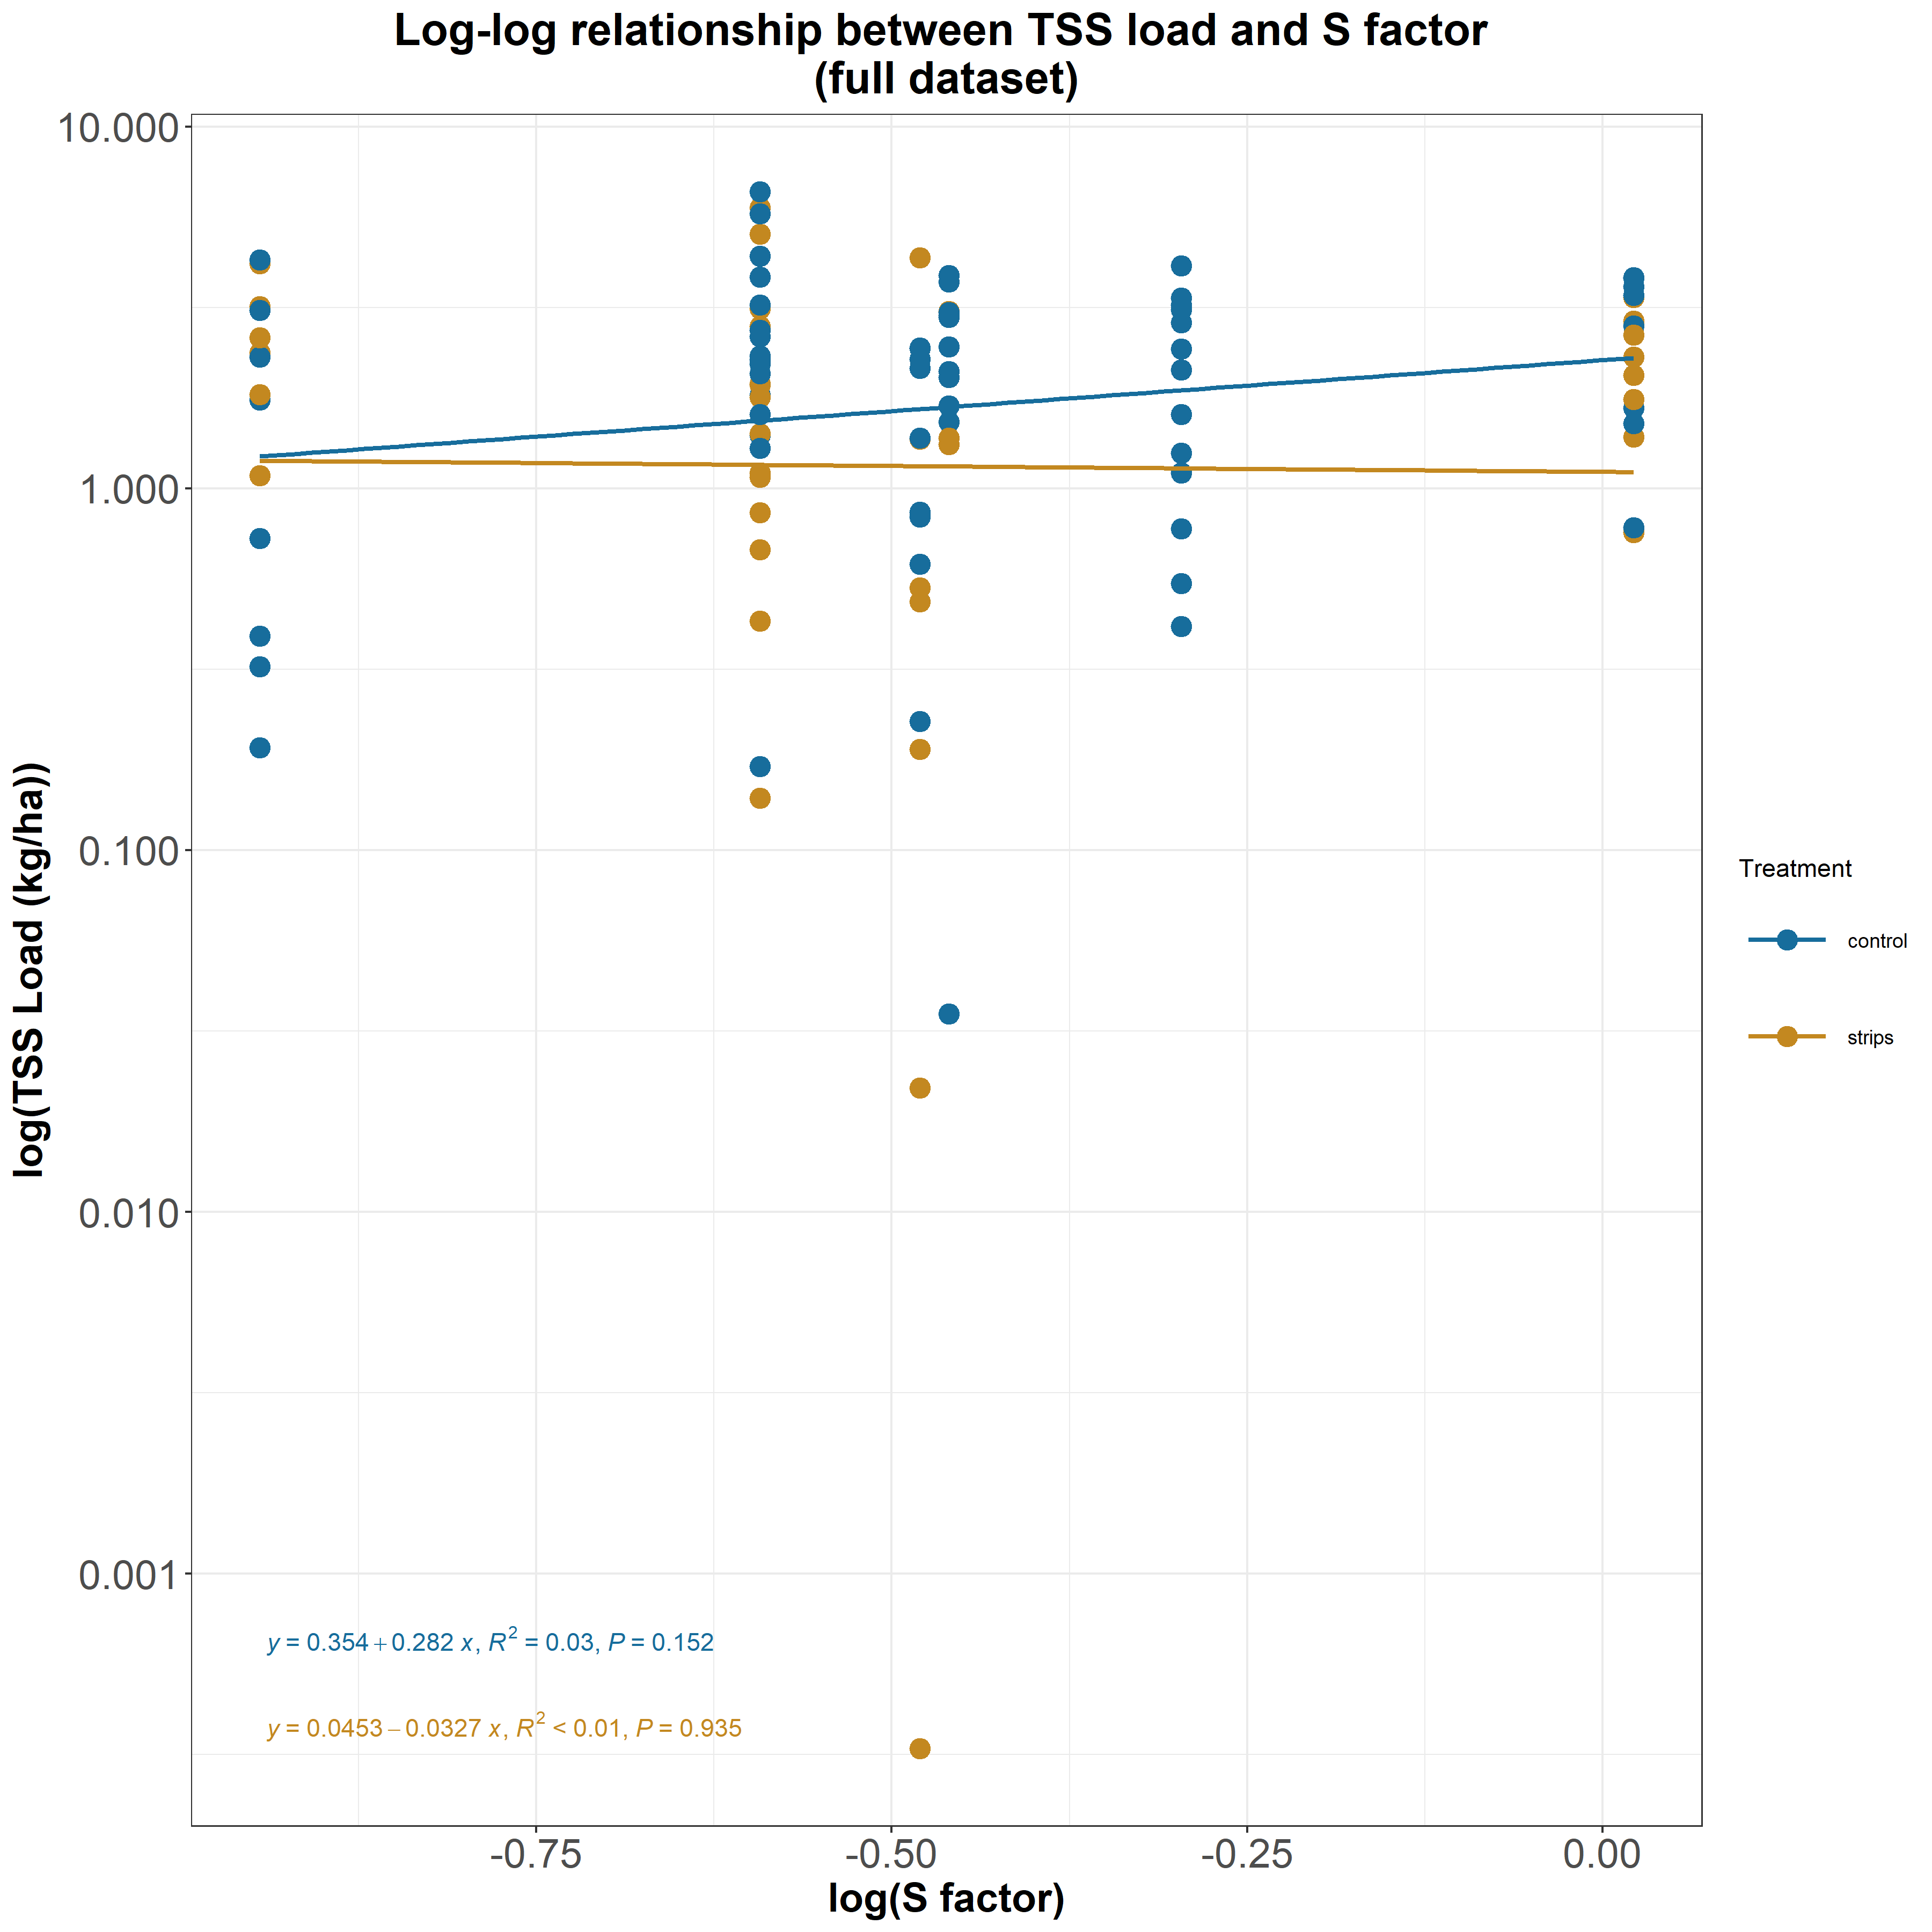 Log-log relationship between TSS load and S factor
(full dataset)
10.000
1.000
0.100
0.010
0.001
log(TSS Load (kg/ha))
y = 0.354 + 0.282 x, R² = 0.03, P = 0.152
y = 0.0453 − 0.0327 x, R² < 0.01, P = 0.935
-0.75
-0.50
-0.25
0.00
log(S factor)
Treatment
control
strips